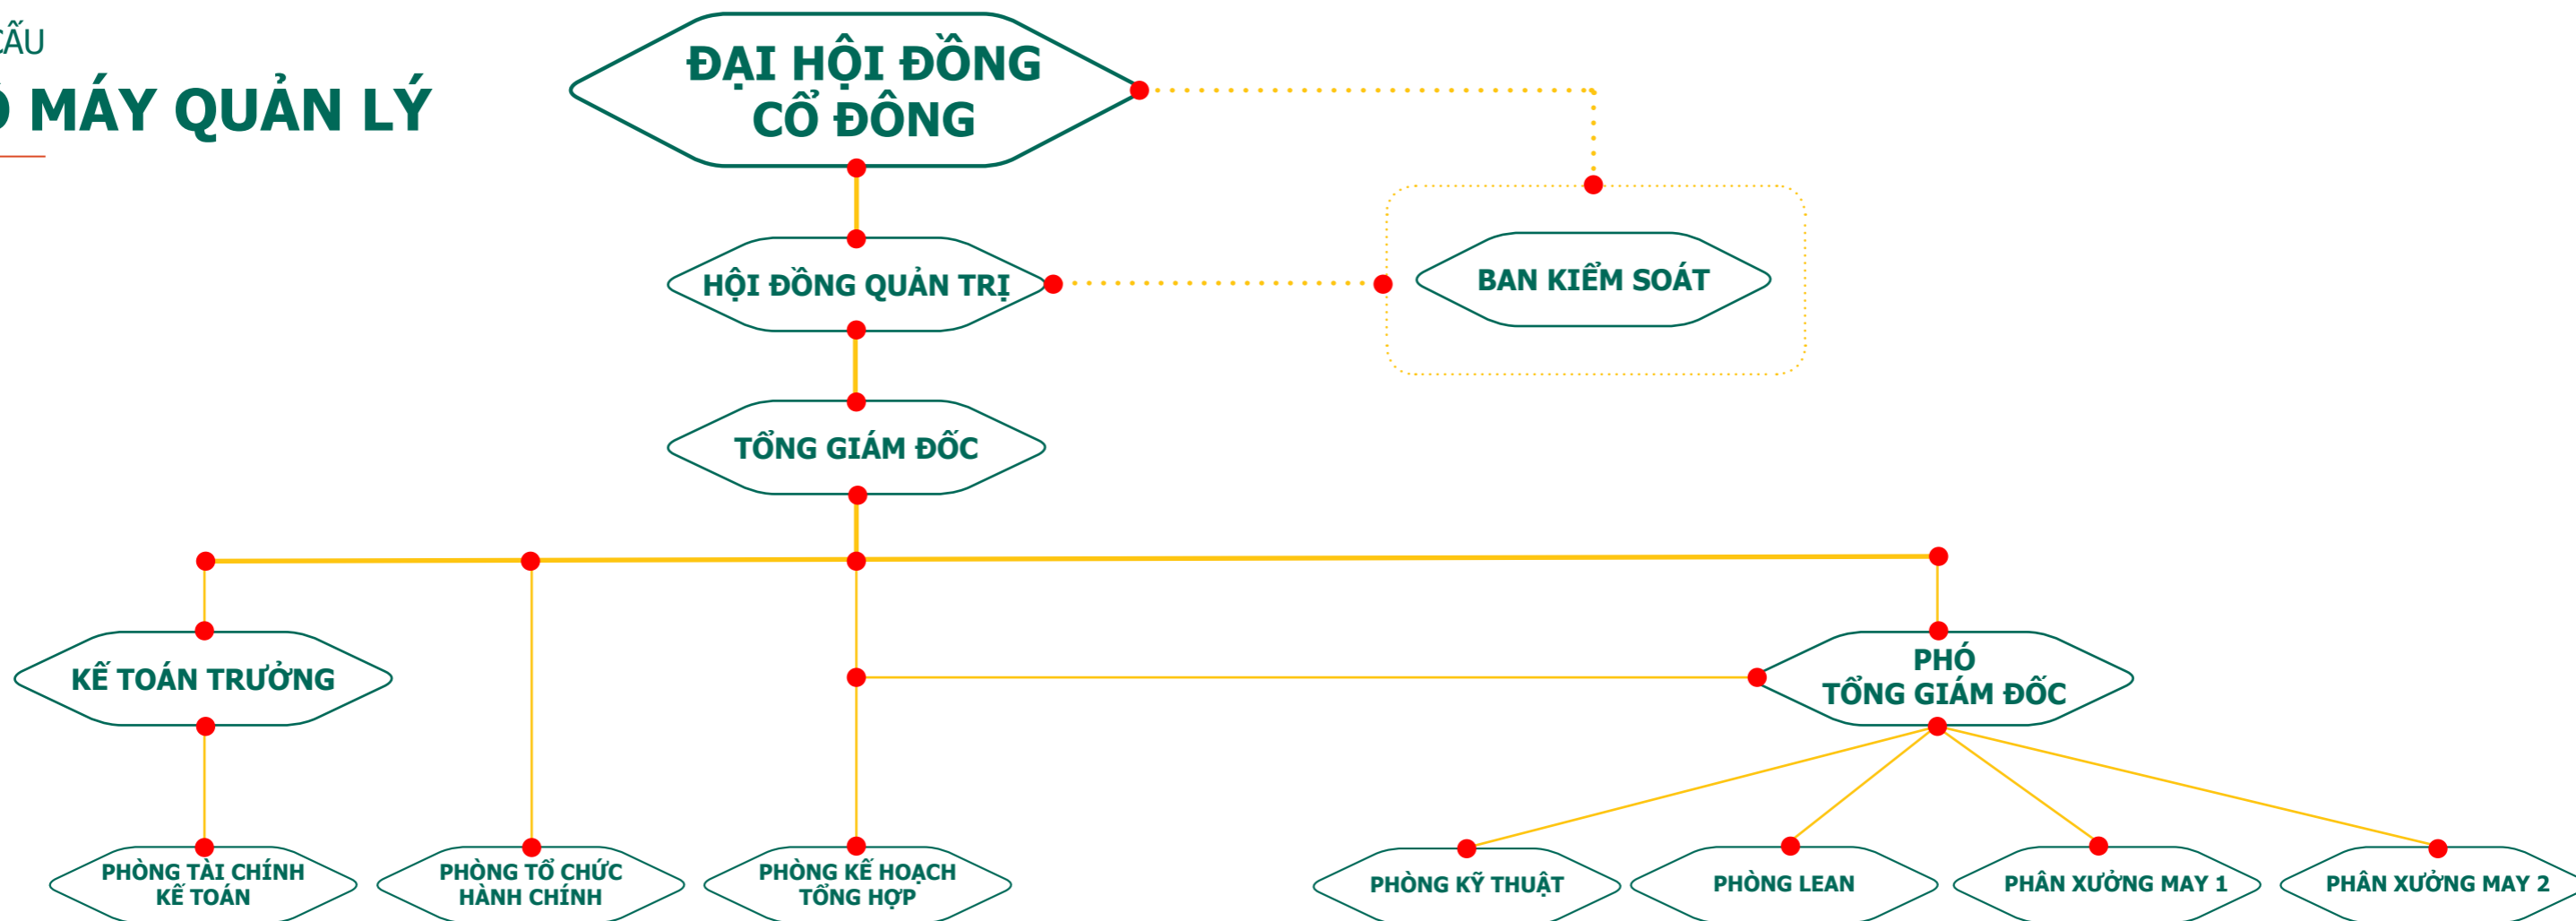 CẤU
MÁY QUẢN LÝ
ĐẠI HỘI ĐỒNG
CỔ ĐÔNG
HỘI ĐỒNG QUẢN TRỊ
BAN KIỂM SOÁT
TỔNG GIÁM ĐỐC
KẾ TOÁN TRƯỞNG
PHÓ
TỔNG GIÁM ĐỐC
PHÒNG TÀI CHÍNH
KẾ TOÁN
PHÒNG TỔ CHỨC
HÀNH CHÍNH
PHÒNG KẾ HOẠCH
TỔNG HỢP
PHÒNG KỸ THUẬT
PHÒNG LEAN
PHÂN XƯỞNG MAY 1
PHÂN XƯỞNG MAY 2